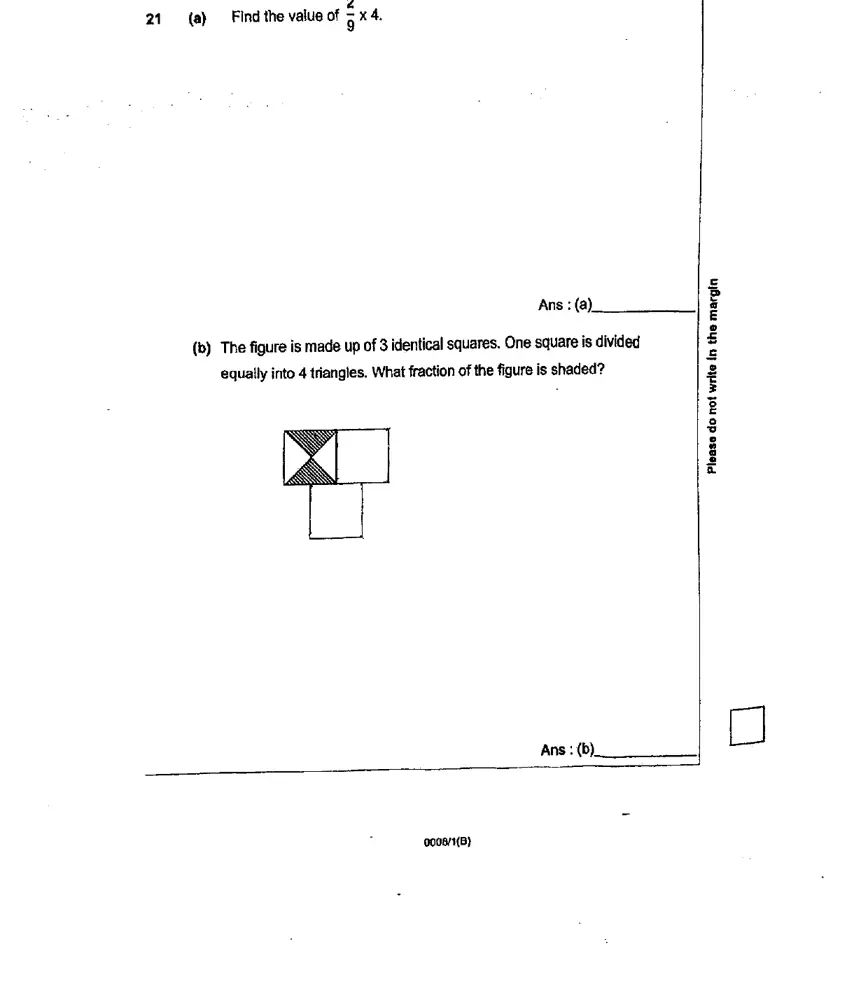 21 (a) Find the value of 2/9 x 4.
Ans : (a)
(b) The figure is made up of 3 identical squares. One square is divided
equally into 4 triangles. What fraction of the figure is shaded?
Ans : (b)
Please do not write in the margin
0008/1(B)